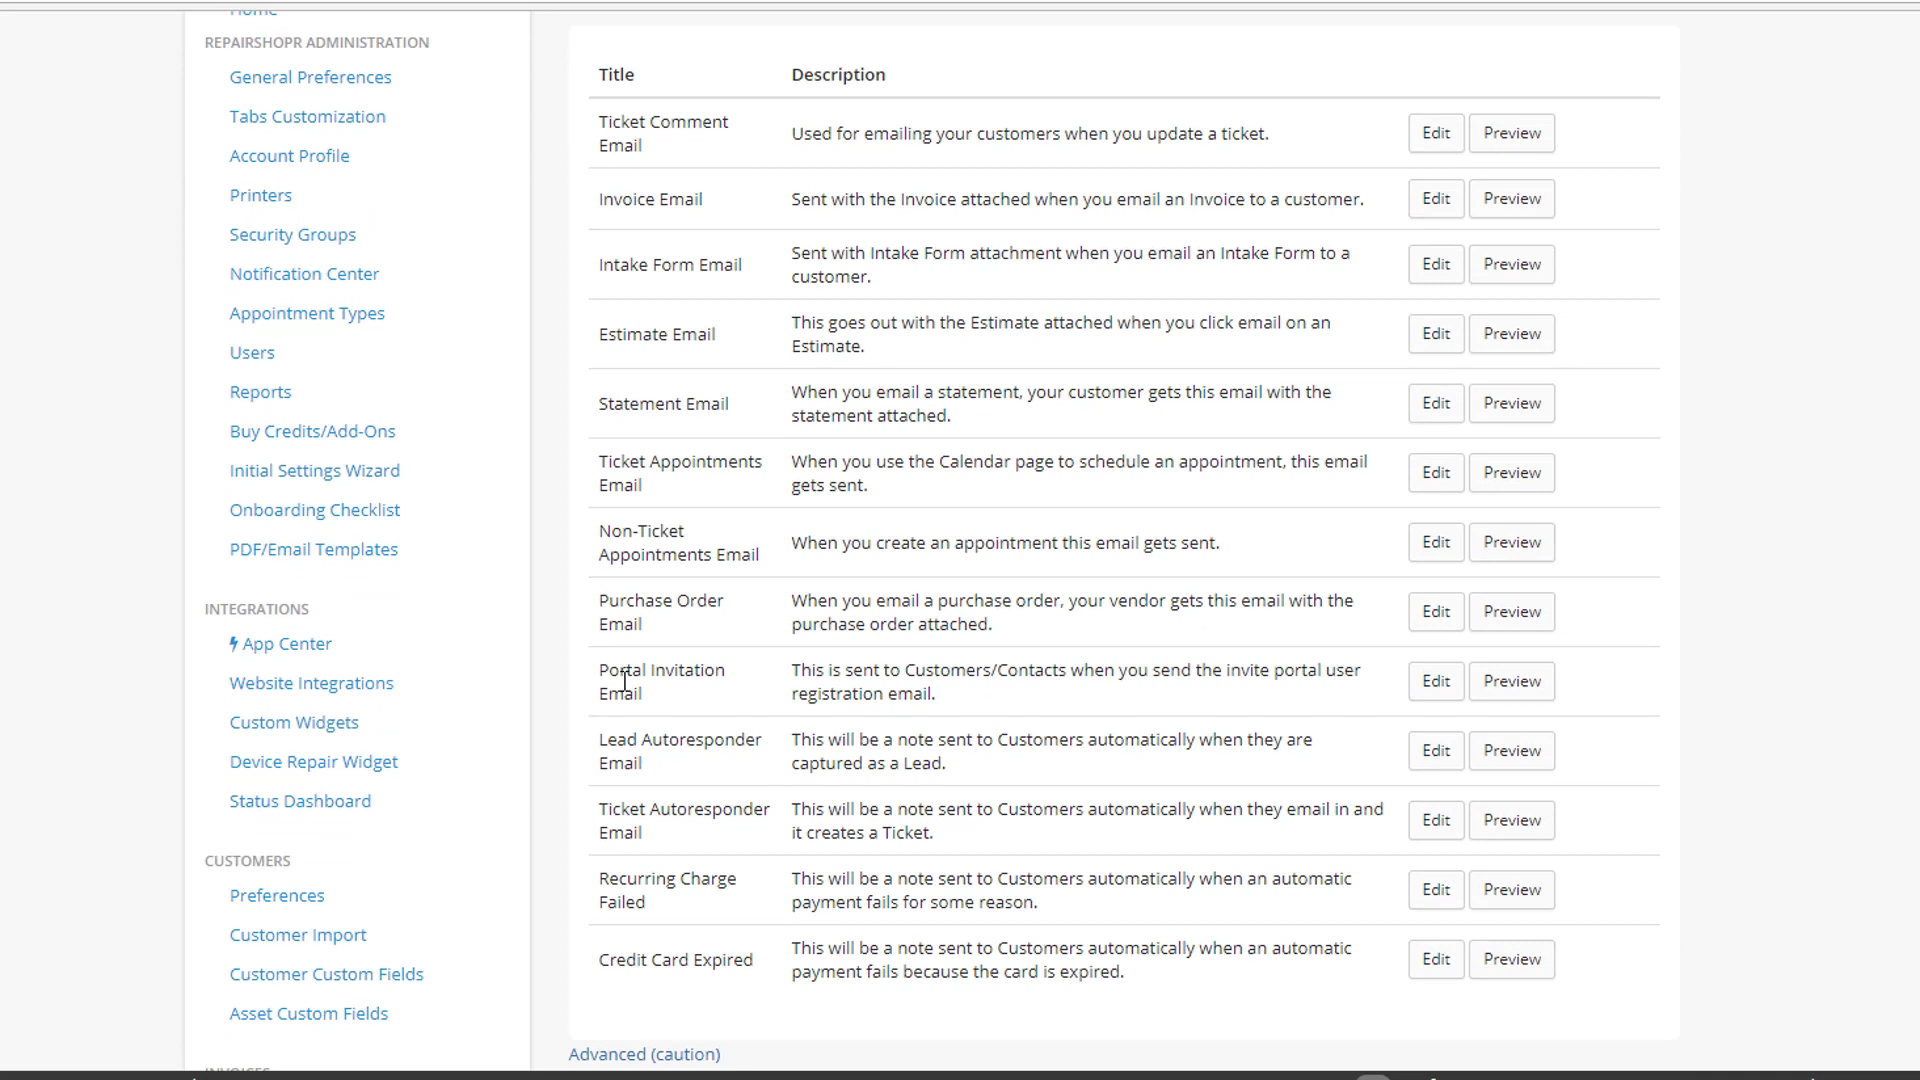 Home
REPAIRSHOPR ADMINISTRATION
General Preferences
Tabs Customization
Account Profile
Printers
Security Groups
Notification Center
Appointment Types
Users
Reports
Buy Credits/Add-Ons
Initial Settings Wizard
Onboarding Checklist
PDF/Email Templates
INTEGRATIONS
App Center
Website Integrations
Custom Widgets
Device Repair Widget
Status Dashboard
CUSTOMERS
Preferences
Customer Import
Customer Custom Fields
Asset Custom Fields
INVOICES
Title Description
Ticket Comment
Email
Used for emailing your customers when you update a ticket.
Edit Preview
Invoice Email
Sent with the Invoice attached when you email an Invoice to a customer.
Edit Preview
Intake Form Email
Sent with Intake Form attachment when you email an Intake Form to a
customer.
Edit Preview
Estimate Email
This goes out with the Estimate attached when you click email on an
Estimate.
Edit Preview
Statement Email
When you email a statement, your customer gets this email with the
statement attached.
Edit Preview
Ticket Appointments
Email
When you use the Calendar page to schedule an appointment, this email
gets sent.
Edit Preview
Non-Ticket
Appointments Email
When you create an appointment this email gets sent.
Edit Preview
Purchase Order
Email
When you email a purchase order, your vendor gets this email with the
purchase order attached.
Edit Preview
Portal Invitation
Email
This is sent to Customers/Contacts when you send the invite portal user
registration email.
Edit Preview
Lead Autoresponder
Email
This will be a note sent to Customers automatically when they are
captured as a Lead.
Edit Preview
Ticket Autoresponder
Email
This will be a note sent to Customers automatically when they email in and
it creates a Ticket.
Edit Preview
Recurring Charge
Failed
This will be a note sent to Customers automatically when an automatic
payment fails for some reason.
Edit Preview
Credit Card Expired
This will be a note sent to Customers automatically when an automatic
payment fails because the card is expired.
Edit Preview
Advanced (caution)